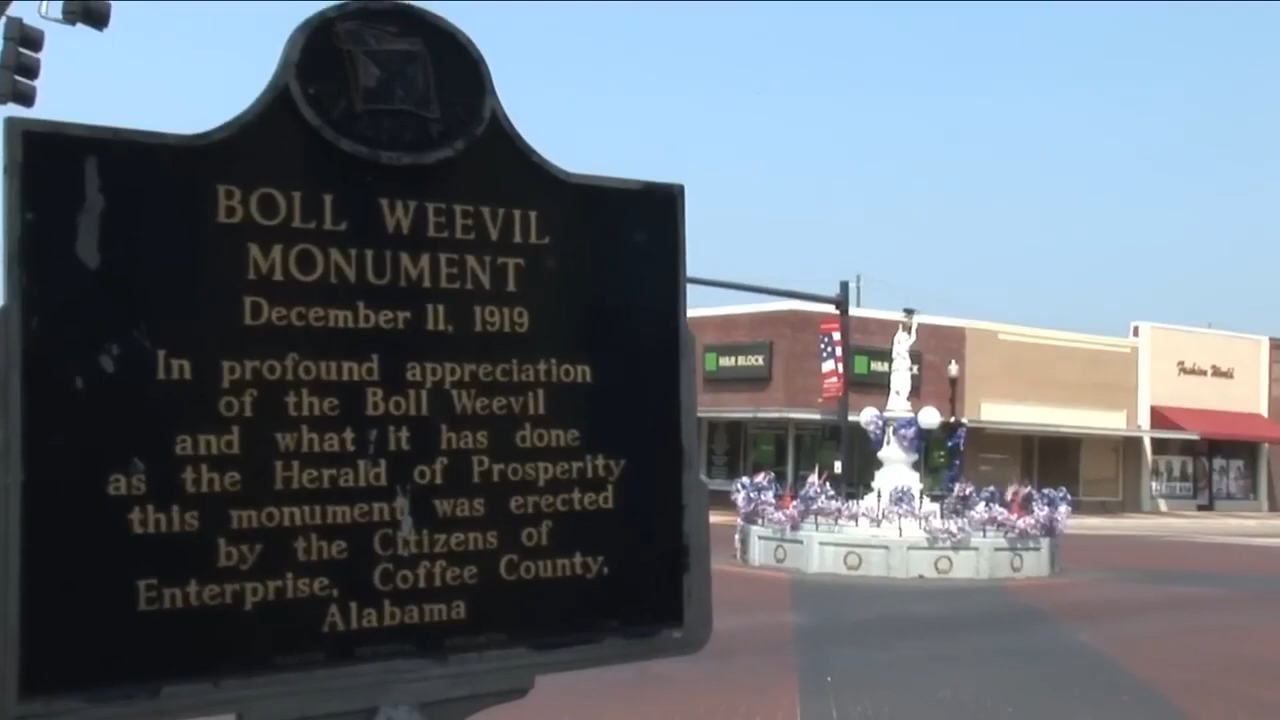 BOLL WEEVIL
MONUMENT
December 11, 1919
In profound appreciation
of the Boll Weevil
and what it has done
as the Herald of Prosperity
this monument was erected
by the Citizens of
Enterprise, Coffee County,
Alabama
H&R BLOCK
H&R
Fashion World